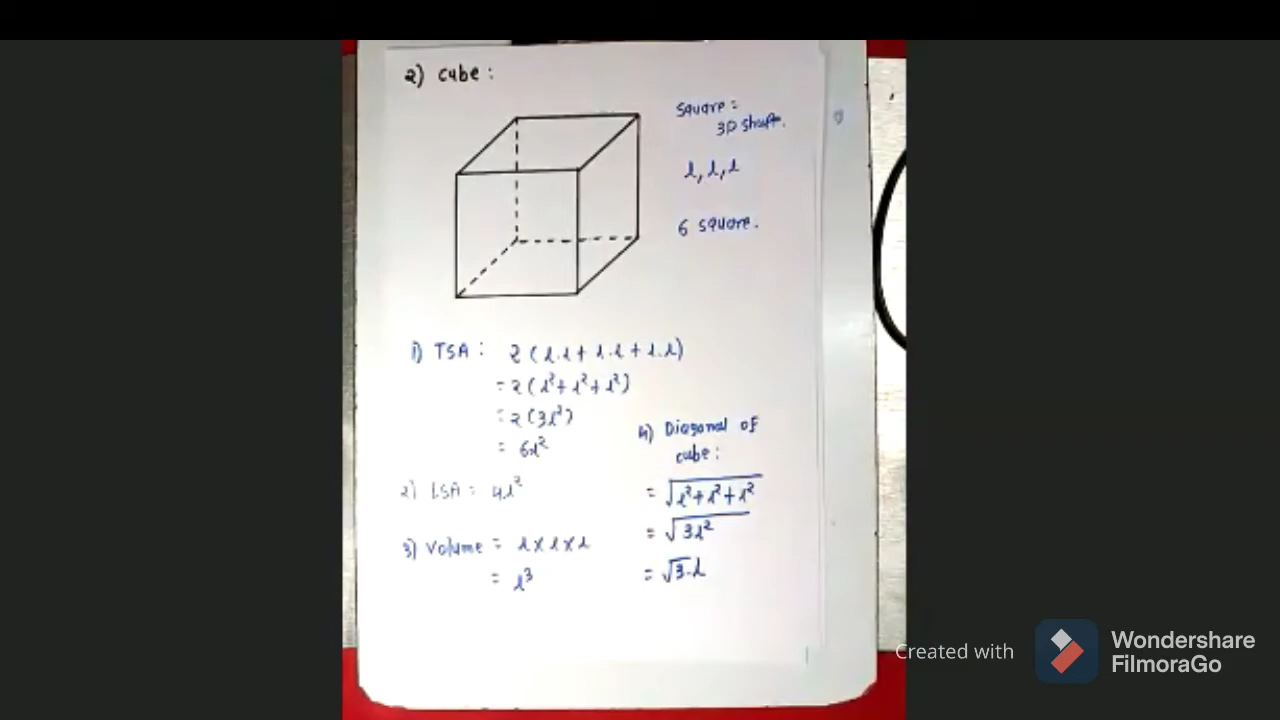 2) Cube :
Square :
3D shaft.
l, l, l
6 square.
1) TSA : 2 ( l.l + l.l + l.l)
= 2 ( l² + l² + l² )
= 2 (3l²)
= 6l²
2) LSA : 4l²
3) Volume = l x l x l
= l³
4) Diagonal of
cube :
= √l² + l² + l²
= √3l²
= √3.l
Created with
Wondershare
FilmoraGo